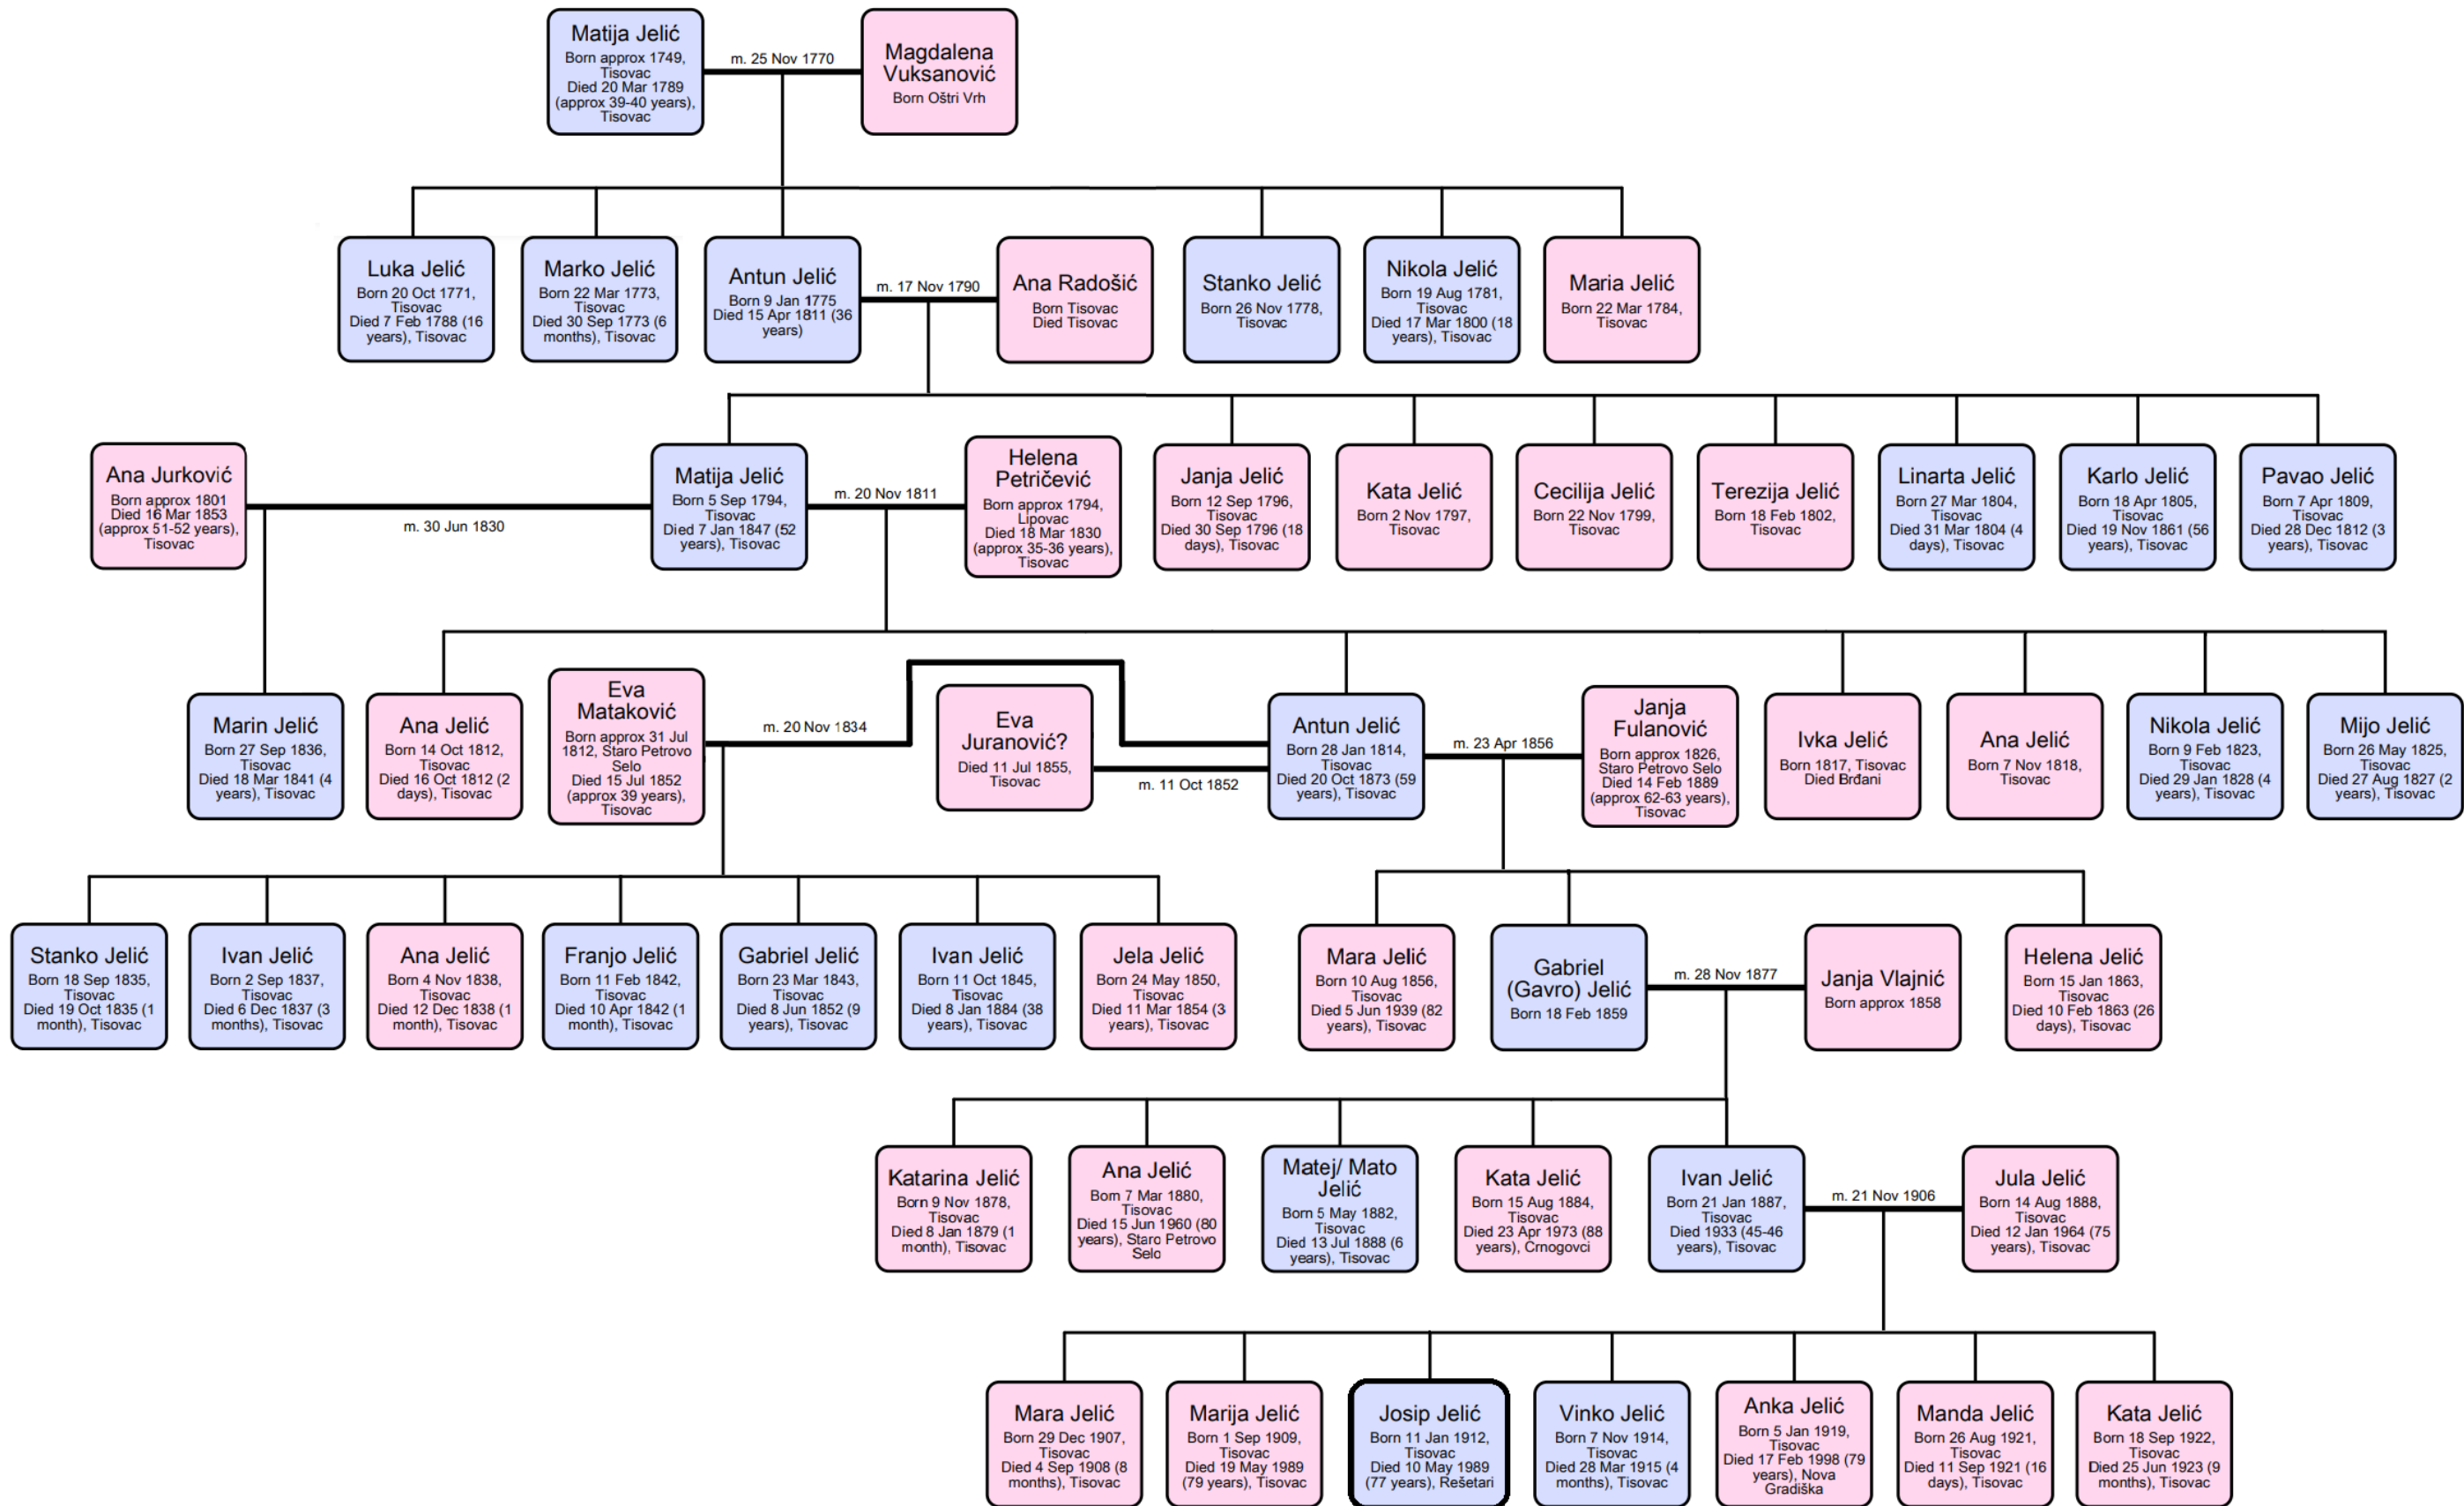 Matija Jelić
Born approx 1749,
Tisovac
Died 20 Mar 1789
(approx 39-40 years),
Tisovac
m. 25 Nov 1770
Magdalena
Vuksanović
Born Oštri Vrh
Luka Jelić
Born 20 Oct 1771,
Tisovac
Died 7 Feb 1788 (16
years), Tisovac
Marko Jelić
Born 22 Mar 1773,
Tisovac
Died 30 Sep 1773 (6
months), Tisovac
Antun Jelić
Born 9 Jan 1775
Died 15 Apr 1811 (36
years)
m. 17 Nov 1790
Ana Radošić
Born Tisovac
Died Tisovac
Stanko Jelić
Born 26 Nov 1778,
Tisovac
Nikola Jelić
Born 19 Aug 1781,
Tisovac
Died 17 Mar 1800 (18
years), Tisovac
Maria Jelić
Born 22 Mar 1784,
Tisovac
Ana Jurković
Born approx 1801
Died 16 Mar 1853
(approx 51-52 years),
Tisovac
m. 30 Jun 1830
Matija Jelić
Born 5 Sep 1794,
Tisovac
Died 7 Jan 1847 (52
years), Tisovac
m. 20 Nov 1811
Helena
Petričević
Born approx 1794,
Lipovac
Died 18 Mar 1830
(approx 35-36 years),
Tisovac
Janja Jelić
Born 12 Sep 1796,
Tisovac
Died 30 Sep 1796 (18
days), Tisovac
Kata Jelić
Born 2 Nov 1797,
Tisovac
Cecilija Jelić
Born 22 Nov 1799,
Tisovac
Terezija Jelić
Born 18 Feb 1802,
Tisovac
Linarta Jelić
Born 27 Mar 1804,
Tisovac
Died 31 Mar 1804 (4
days), Tisovac
Karlo Jelić
Born 18 Apr 1805,
Tisovac
Died 19 Nov 1861 (56
years), Tisovac
Pavao Jelić
Born 7 Apr 1809,
Tisovac
Died 28 Dec 1812 (3
years), Tisovac
Marin Jelić
Born 27 Sep 1836,
Tisovac
Died 18 Mar 1841 (4
years), Tisovac
Ana Jelić
Born 14 Oct 1812,
Tisovac
Died 16 Oct 1812 (2
days), Tisovac
Eva
Mataković
Born approx 31 Jul
1812, Staro Petrovo
Selo
Died 15 Jul 1852
(approx 39 years),
Tisovac
m. 20 Nov 1834
Eva
Juranović?
Died 11 Jul 1855,
Tisovac
m. 11 Oct 1852
Antun Jelić
Born 28 Jan 1814,
Tisovac
Died 20 Oct 1873 (59
years), Tisovac
m. 23 Apr 1856
Janja
Fulanović
Born approx 1826,
Staro Petrovo Selo
Died 14 Feb 1889
(approx 62-63 years),
Tisovac
Ivka Jelić
Born 1817, Tisovac
Died Brđani
Ana Jelić
Born 7 Nov 1818,
Tisovac
Nikola Jelić
Born 9 Feb 1823,
Tisovac
Died 29 Jan 1828 (4
years), Tisovac
Mijo Jelić
Born 26 May 1825,
Tisovac
Died 27 Aug 1827 (2
years), Tisovac
Stanko Jelić
Born 18 Sep 1835,
Tisovac
Died 19 Oct 1835 (1
month), Tisovac
Ivan Jelić
Born 2 Sep 1837,
Tisovac
Died 6 Dec 1837 (3
months), Tisovac
Ana Jelić
Born 4 Nov 1838,
Tisovac
Died 12 Dec 1838 (1
month), Tisovac
Franjo Jelić
Born 11 Feb 1842,
Tisovac
Died 10 Apr 1842 (1
month), Tisovac
Gabriel Jelić
Born 23 Mar 1843,
Tisovac
Died 8 Jun 1852 (9
years), Tisovac
Ivan Jelić
Born 11 Oct 1845,
Tisovac
Died 8 Jan 1884 (38
years), Tisovac
Jela Jelić
Born 24 May 1850,
Tisovac
Died 11 Mar 1854 (3
years), Tisovac
Mara Jelić
Born 10 Aug 1856,
Tisovac
Died 5 Jun 1939 (82
years), Tisovac
Gabriel
(Gavro) Jelić
Born 18 Feb 1859
m. 28 Nov 1877
Janja Vlajnić
Born approx 1858
Helena Jelić
Born 15 Jan 1863,
Tisovac
Died 10 Feb 1863 (26
days), Tisovac
Katarina Jelić
Born 9 Nov 1878,
Tisovac
Died 8 Jan 1879 (1
month), Tisovac
Ana Jelić
Born 7 Mar 1880,
Tisovac
Died 15 Jun 1960 (80
years), Staro Petrovo
Selo
Matej/ Mato
Jelić
Born 5 May 1882,
Tisovac
Died 13 Jul 1888 (6
years), Tisovac
Kata Jelić
Born 15 Aug 1884,
Tisovac
Died 23 Apr 1973 (88
years), Crnogovci
Ivan Jelić
Born 21 Jan 1887,
Tisovac
Died 1933 (45-46
years), Tisovac
m. 21 Nov 1906
Jula Jelić
Born 14 Aug 1888,
Tisovac
Died 12 Jan 1964 (75
years), Tisovac
Mara Jelić
Born 29 Dec 1907,
Tisovac
Died 4 Sep 1908 (8
months), Tisovac
Marija Jelić
Born 1 Sep 1909,
Tisovac
Died 19 May 1989
(79 years), Tisovac
Josip Jelić
Born 11 Jan 1912,
Tisovac
Died 10 May 1989
(77 years), Rešetari
Vinko Jelić
Born 7 Nov 1914,
Tisovac
Died 28 Mar 1915 (4
months), Tisovac
Anka Jelić
Born 5 Jan 1919,
Tisovac
Died 17 Feb 1998 (79
years), Nova
Gradiška
Manda Jelić
Born 26 Aug 1921,
Tisovac
Died 11 Sep 1921 (16
days), Tisovac
Kata Jelić
Born 18 Sep 1922,
Tisovac
Died 25 Jun 1923 (9
months), Tisovac